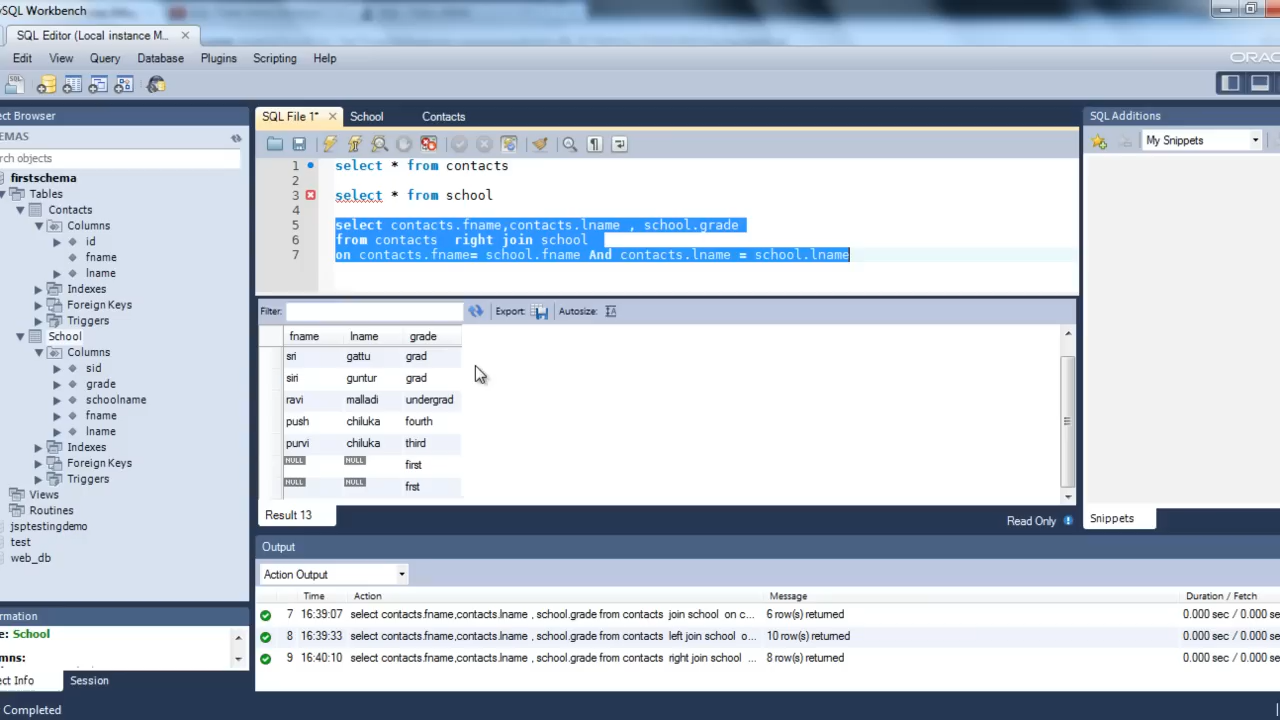 ySQL Workbench
SQL Editor (Local instance M...
Edit View Query Database Plugins Scripting Help
ORAC
ect Browser
EMAS
rch objects
firstschema
Tables
Contacts
Columns
id
fname
lname
Indexes
Foreign Keys
Triggers
School
Columns
sid
grade
schoolname
fname
lname
Indexes
Foreign Keys
Triggers
Views
Routines
jsptestingdemo
test
web_db
rmation
e: School
mns:
ect Info Session
Completed
SQL File 1* School Contacts
1 select * from contacts
2
3 select * from school
4
5 select contacts.fname,contacts.lname , school.grade
6 from contacts right join school
7 on contacts.fname= school.fname And contacts.lname = school.lname
Filter: Export: Autosize:
fname lname grade
sri gattu grad
siri guntur grad
ravi malladi undergrad
push chiluka fourth
purvi chiluka third
NULL NULL first
NULL NULL frst
Result 13
Read Only
Output
Action Output
Time Action Message Duration / Fetch
7 16:39:07 select contacts.fname,contacts.lname , school.grade from contacts join school on c... 6 row(s) returned 0.000 sec / 0.000 sec
8 16:39:33 select contacts.fname,contacts.lname , school.grade from contacts left join school o... 10 row(s) returned 0.000 sec / 0.000 sec
9 16:40:10 select contacts.fname,contacts.lname , school.grade from contacts right join school ... 8 row(s) returned 0.000 sec / 0.000 sec
SQL Additions
My Snippets
Snippets